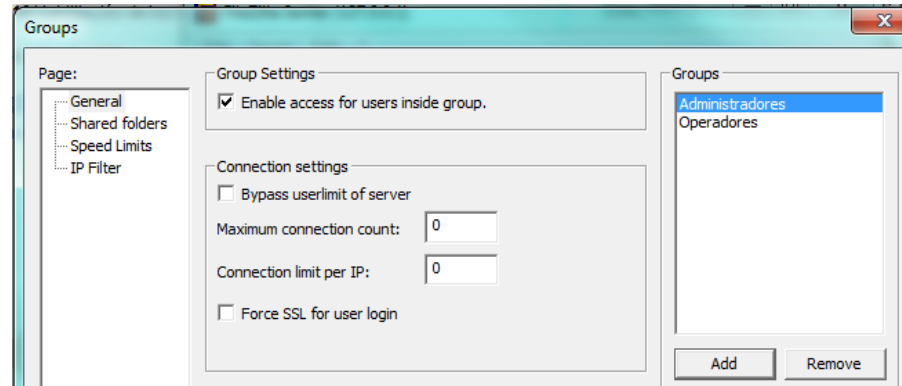 Groups
Page:
General
Shared folders
Speed Limits
IP Filter
Group Settings
Enable access for users inside group.
Connection settings
Bypass userlimit of server
Maximum connection count: 0
Connection limit per IP: 0
Force SSL for user login
Groups
Administradores
Operadores
Add Remove